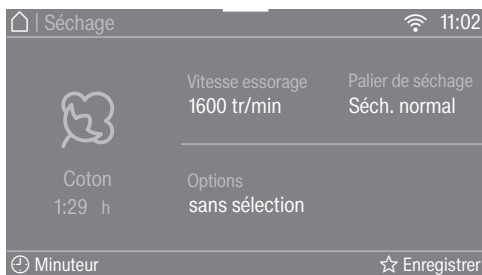 | Séchage
11:02
Vitesse essorage
1600 tr/min
Palier de séchage
Séch. normal
Coton
1:29 h
Options
sans sélection
Minuteur
Enregistrer